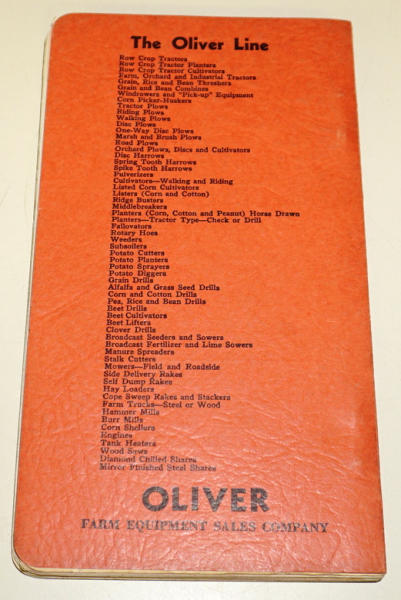 The Oliver Line
Row Crop Tractors
Row Crop Tractor Planters
Row Crop Tractor Cultivators
Farm, Orchard and Industrial Tractors
Grain, Rice and Bean Threshers
Grain and Bean Combines
Windrowers and "Pick-up" Equipment
Corn Picker-Huskers
Tractor Plows
Riding Plows
Walking Plows
Disc Plows
One-Way Disc Plows
Marsh and Brush Plows
Road Plows
Orchard Plows, Discs and Cultivators
Disc Harrows
Spring Tooth Harrows
Spike Tooth Harrows
Pulverizers
Cultivators—Walking and Riding
Listed Corn Cultivators
Listers (Corn and Cotton)
Ridge Busters
Middlebreakers
Planters (Corn, Cotton and Peanut) Horse Drawn
Planters—Tractor Type—Check or Drill
Fallovators
Rotary Hoes
Weeders
Subsoilers
Potato Cutters
Potato Planters
Potato Sprayers
Potato Diggers
Grain Drills
Alfalfa and Grass Seed Drills
Corn and Cotton Drills
Pea, Rice and Bean Drills
Beet Drills
Beet Cultivators
Beet Lifters
Clover Drills
Broadcast Seeders and Sowers
Broadcast Fertilizer and Lime Sowers
Manure Spreaders
Stalk Cutters
Mowers—Field and Roadside
Side Delivery Rakes
Self Dump Rakes
Hay Loaders
Cope Sweep Rakes and Stackers
Farm Trucks—Steel or Wood
Hammer Mills
Burr Mills
Corn Shellers
Engines
Tank Heaters
Wood Saws
Diamond Chilled Shares
Mirror Finished Steel Shares
OLIVER
FARM EQUIPMENT SALES COMPANY